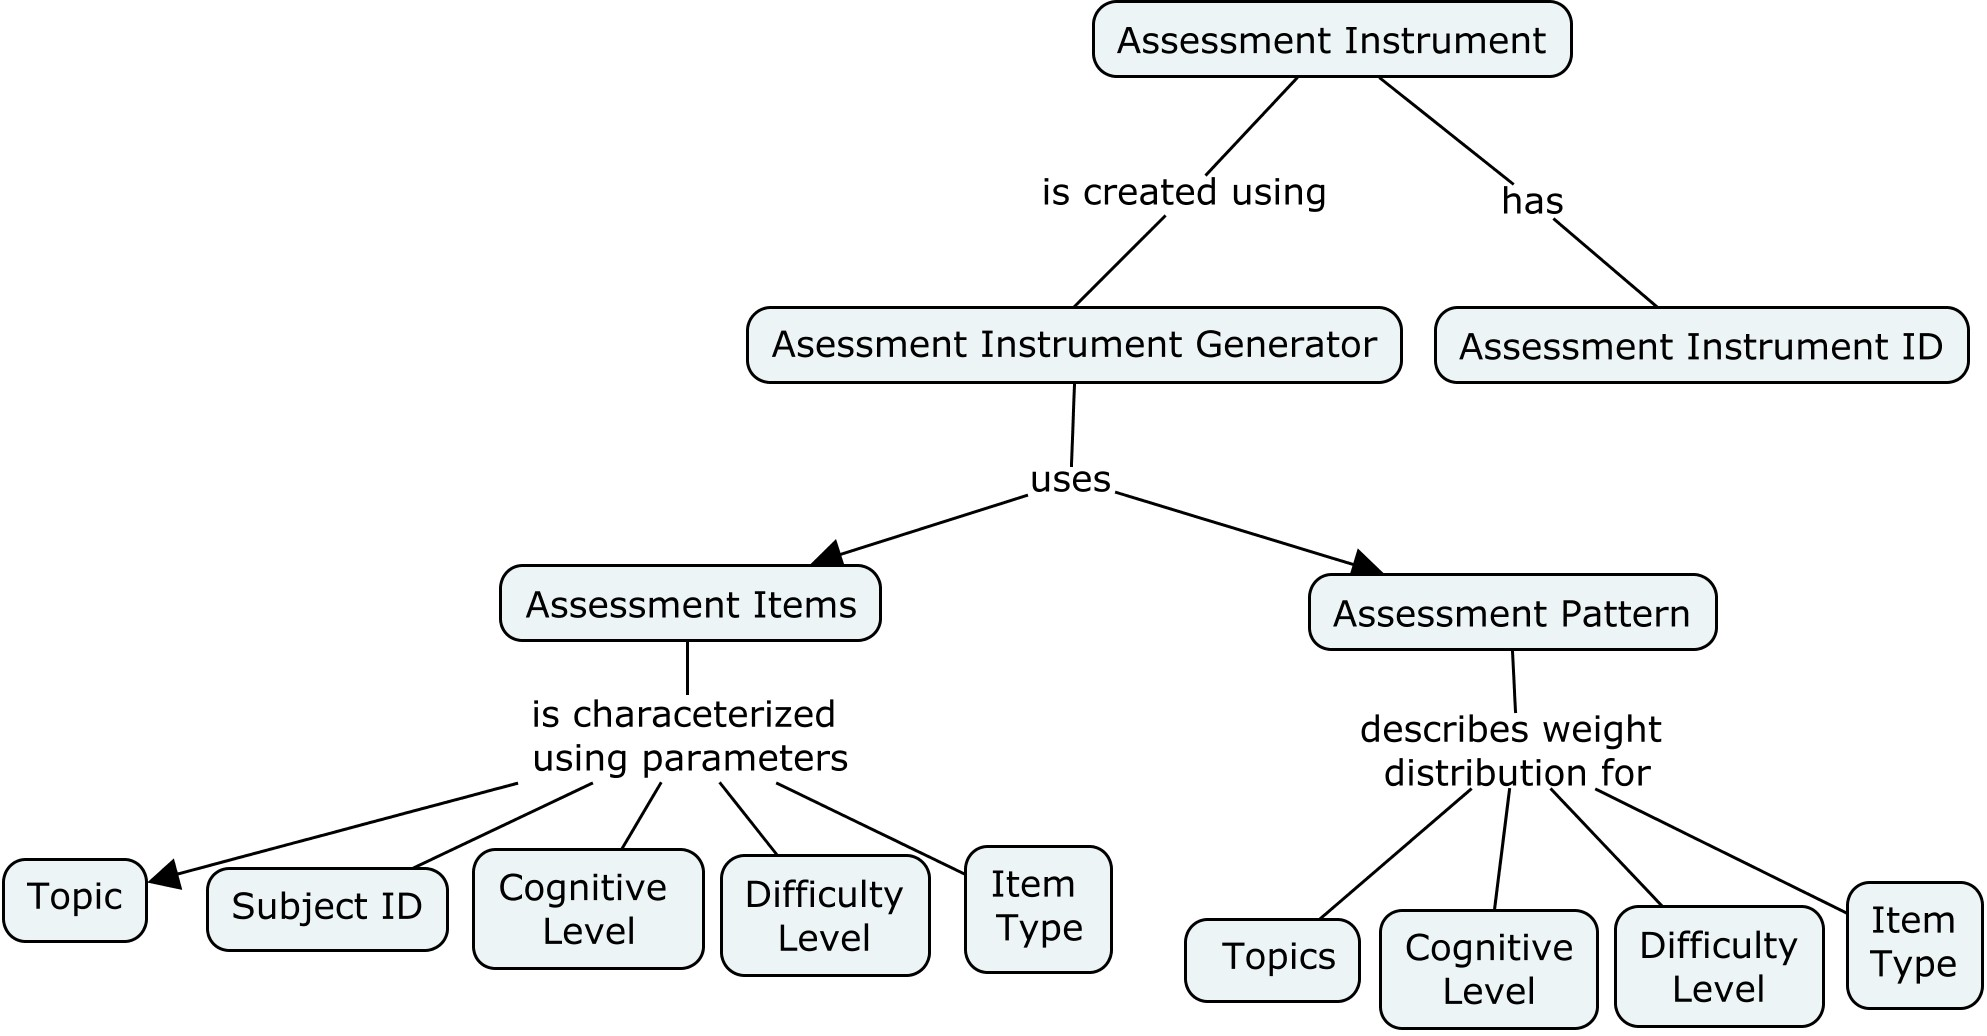 Assessment Instrument
is created using
has
Asessment Instrument Generator
Assessment Instrument ID
uses
Assessment Items
Assessment Pattern
is characeterized
using parameters
describes weight
distribution for
Topic
Subject ID
Cognitive
Level
Difficulty
Level
Item
Type
Topics
Cognitive
Level
Difficulty
Level
Item
Type